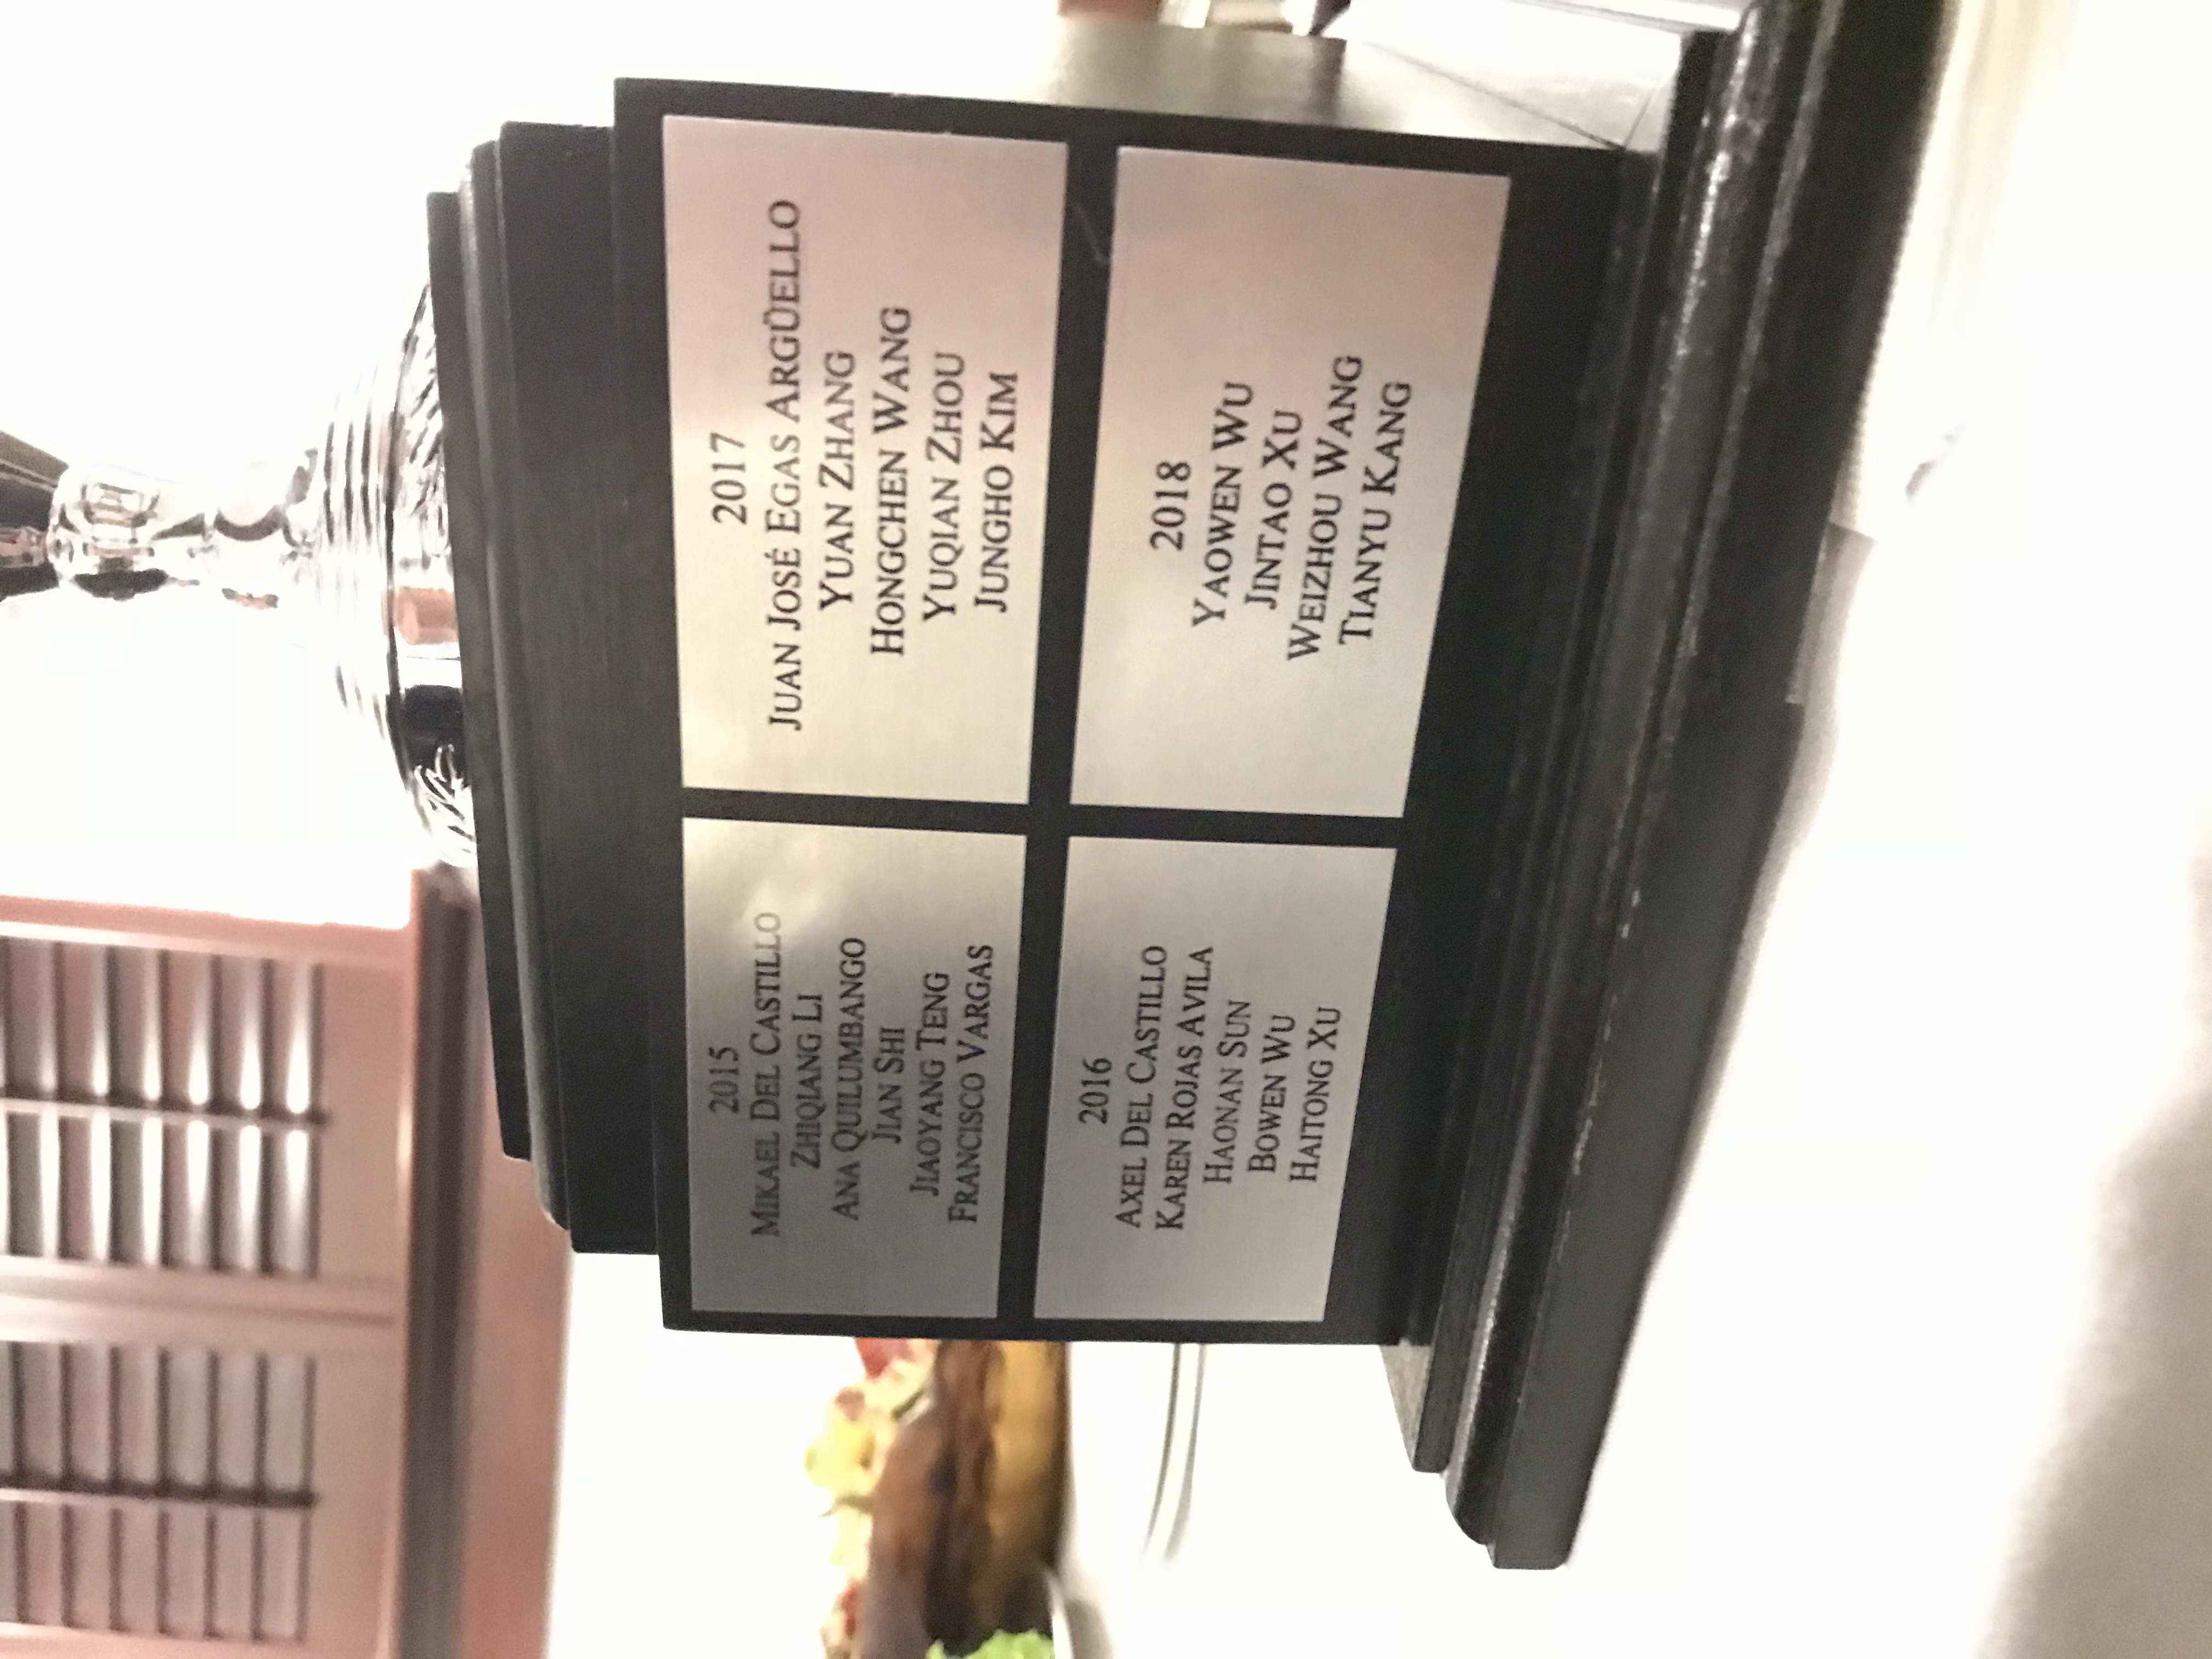 2015
MIKAEL DEL CASTILLO
ZHIQIANG LI
ANA QUILUMBANGO
JIAN SHI
JIAOYANG TENG
FRANCISCO VARGAS
2016
AXEL DEL CASTILLO
KAREN ROJAS AVILA
HAONAN SUN
BOWEN WU
HAITONG XU
2017
JUAN JOSÉ EGAS ARGÜELLO
YUAN ZHANG
HONGCHEN WANG
YUQIAN ZHOU
JUNGHO KIM
2018
YAOWEN WU
JINTAO XU
WEIZHOU WANG
TIANYU KANG